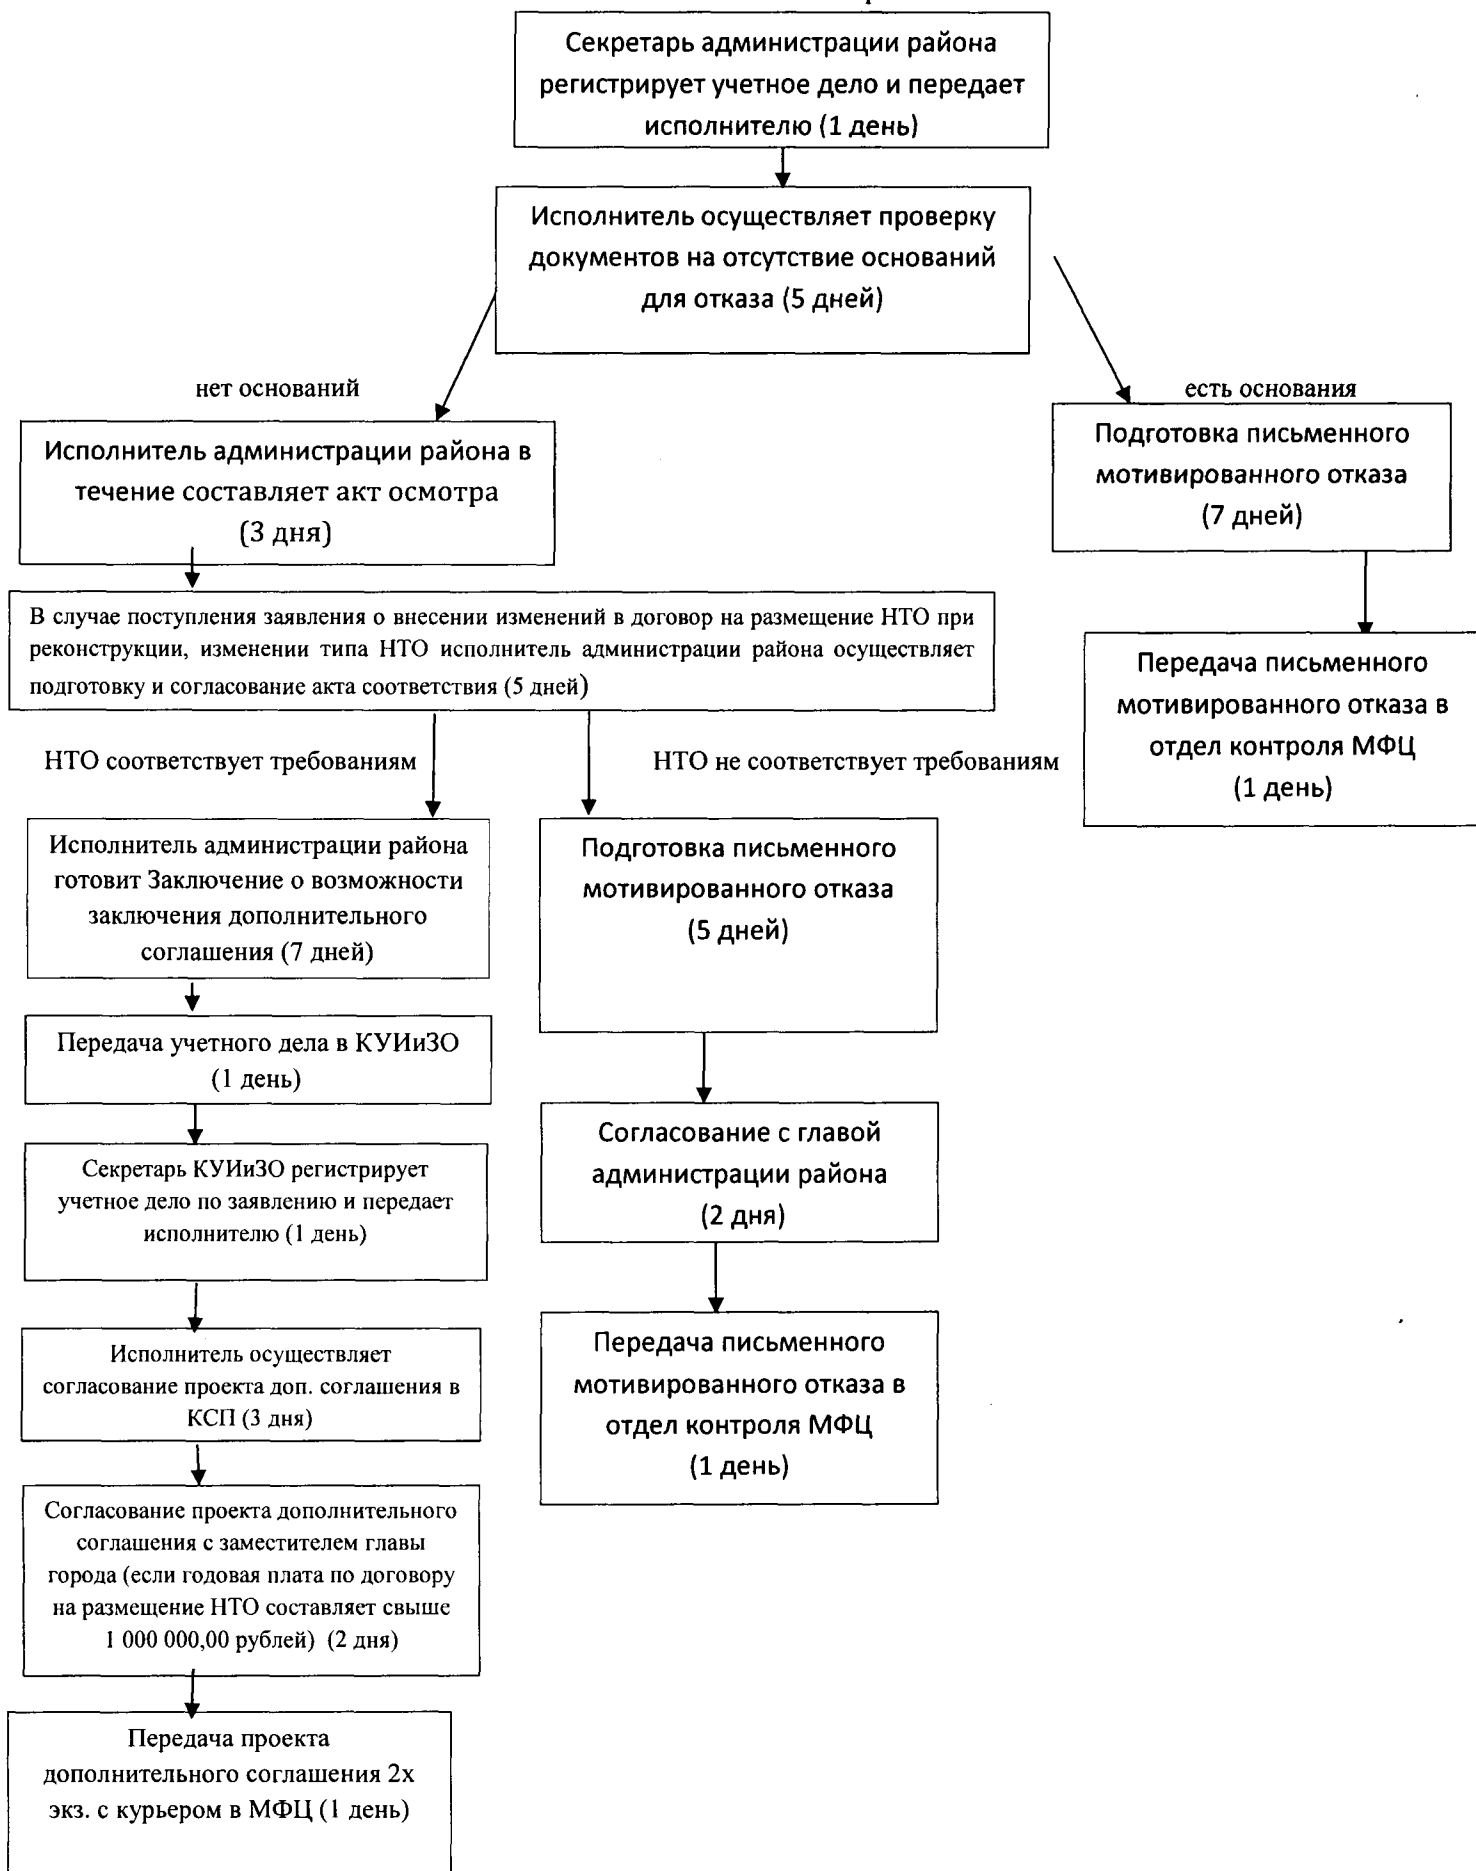 Секретарь администрации района
регистрирует учетное дело и передает
исполнителю (1 день)
Исполнитель осуществляет проверку
документов на отсутствие оснований
для отказа (5 дней)
нет оснований
есть основания
Исполнитель администрации района в
течение составляет акт осмотра
(3 дня)
Подготовка письменного
мотивированного отказа
(7 дней)
В случае поступления заявления о внесении изменений в договор на размещение НТО при
реконструкции, изменении типа НТО исполнитель администрации района осуществляет
подготовку и согласование акта соответствия (5 дней)
Передача письменного
мотивированного отказа в
отдел контроля МФЦ
(1 день)
НТО соответствует требованиям
НТО не соответствует требованиям
Исполнитель администрации района
готовит Заключение о возможности
заключения дополнительного
соглашения (7 дней)
Подготовка письменного
мотивированного отказа
(5 дней)
Передача учетного дела в КУИиЗО
(1 день)
Согласование с главой
администрации района
(2 дня)
Секретарь КУИиЗО регистрирует
учетное дело по заявлению и передает
исполнителю (1 день)
Передача письменного
мотивированного отказа в
отдел контроля МФЦ
(1 день)
Исполнитель осуществляет
согласование проекта доп. соглашения в
КСП (3 дня)
Согласование проекта дополнительного
соглашения с заместителем главы
города (если годовая плата по договору
на размещение НТО составляет свыше
1 000 000,00 рублей) (2 дня)
Передача проекта
дополнительного соглашения 2х
экз. с курьером в МФЦ (1 день)